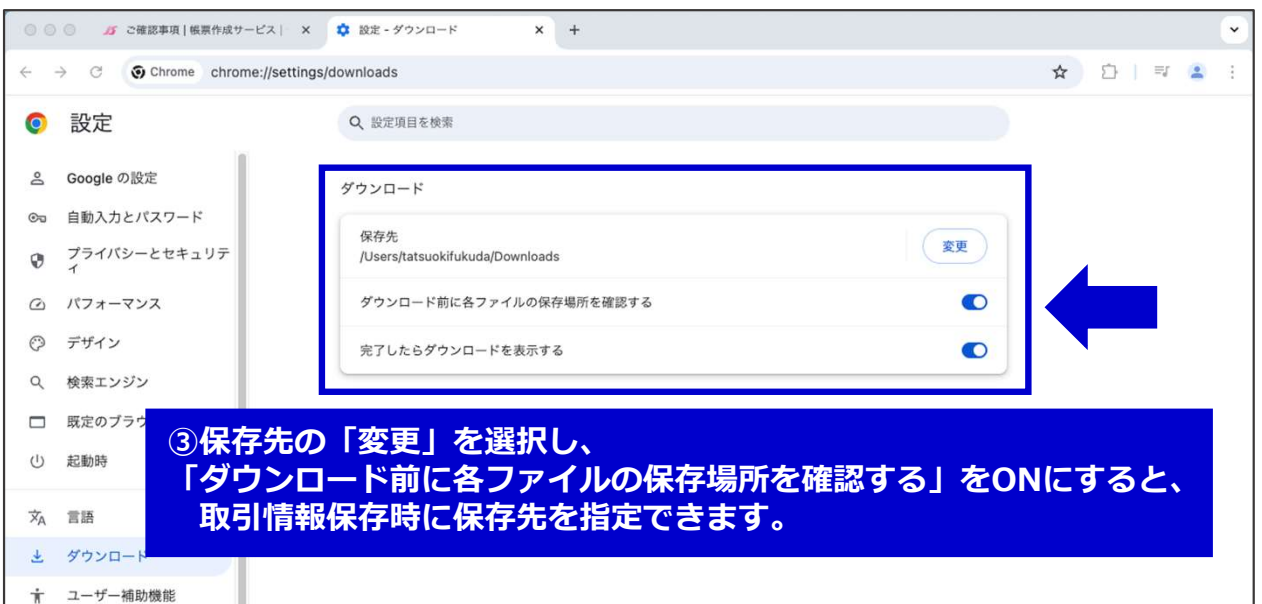 ご確認事項 | 帳票作成サービス |
設定 - ダウンロード
Chrome chrome://settings/downloads
設定
設定項目を検索
Google の設定
自動入力とパスワード
プライバシーとセキュリテ
ィ
パフォーマンス
デザイン
検索エンジン
既定のブラウ
起動時
言語
ダウンロード
ユーザー補助機能
ダウンロード
保存先
/Users/tatsuokifukuda/Downloads
変更
ダウンロード前に各ファイルの保存場所を確認する
完了したらダウンロードを表示する
③保存先の「変更」を選択し、
「ダウンロード前に各ファイルの保存場所を確認する」をONにすると、
取引情報保存時に保存先を指定できます。